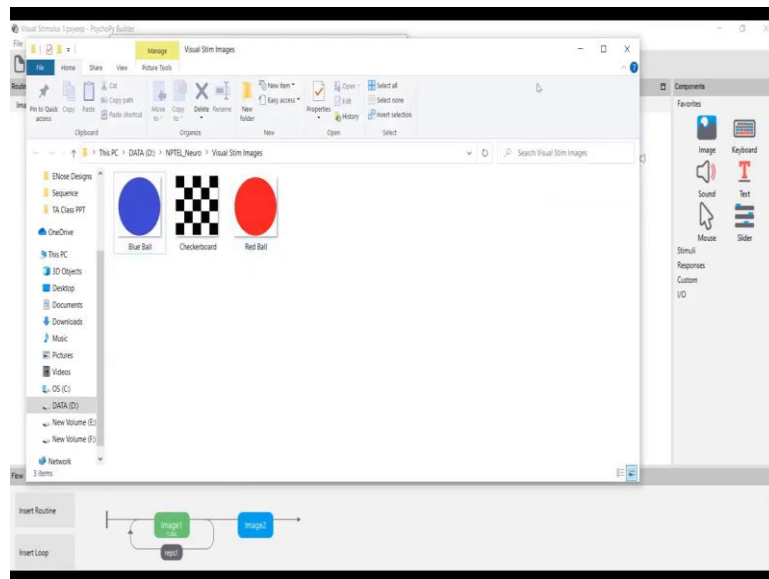 Visual Stimulus 1.psyexp - PsychoPy Builder
File
Manage
Visual Stim Images
File
Home
Share
View
Picture Tools
Pin to Quick access
Copy
Paste
Cut
Copy path
Paste shortcut
Move to
Copy to
Delete
Rename
New folder
New item
Easy access
Properties
Open
Edit
History
Select all
Select none
Invert selection
Clipboard
Organize
New
Open
Select
This PC > DATA (D:) > NPTEL_Neuro > Visual Stim Images
Search Visual Stim Images
ENose Designs
Sequence
TA Class PPT
OneDrive
This PC
3D Objects
Desktop
Documents
Downloads
Music
Pictures
Videos
OS (C:)
DATA (D:)
New Volume (E:)
New Volume (F:)
Network
3 items
Blue Ball
Checkerboard
Red Ball
Components
Favorites
Image
Keyboard
Sound
Text
Mouse
Slider
Stimuli
Responses
Custom
I/O
Flow
Insert Routine
Insert Loop
Image1
Image2